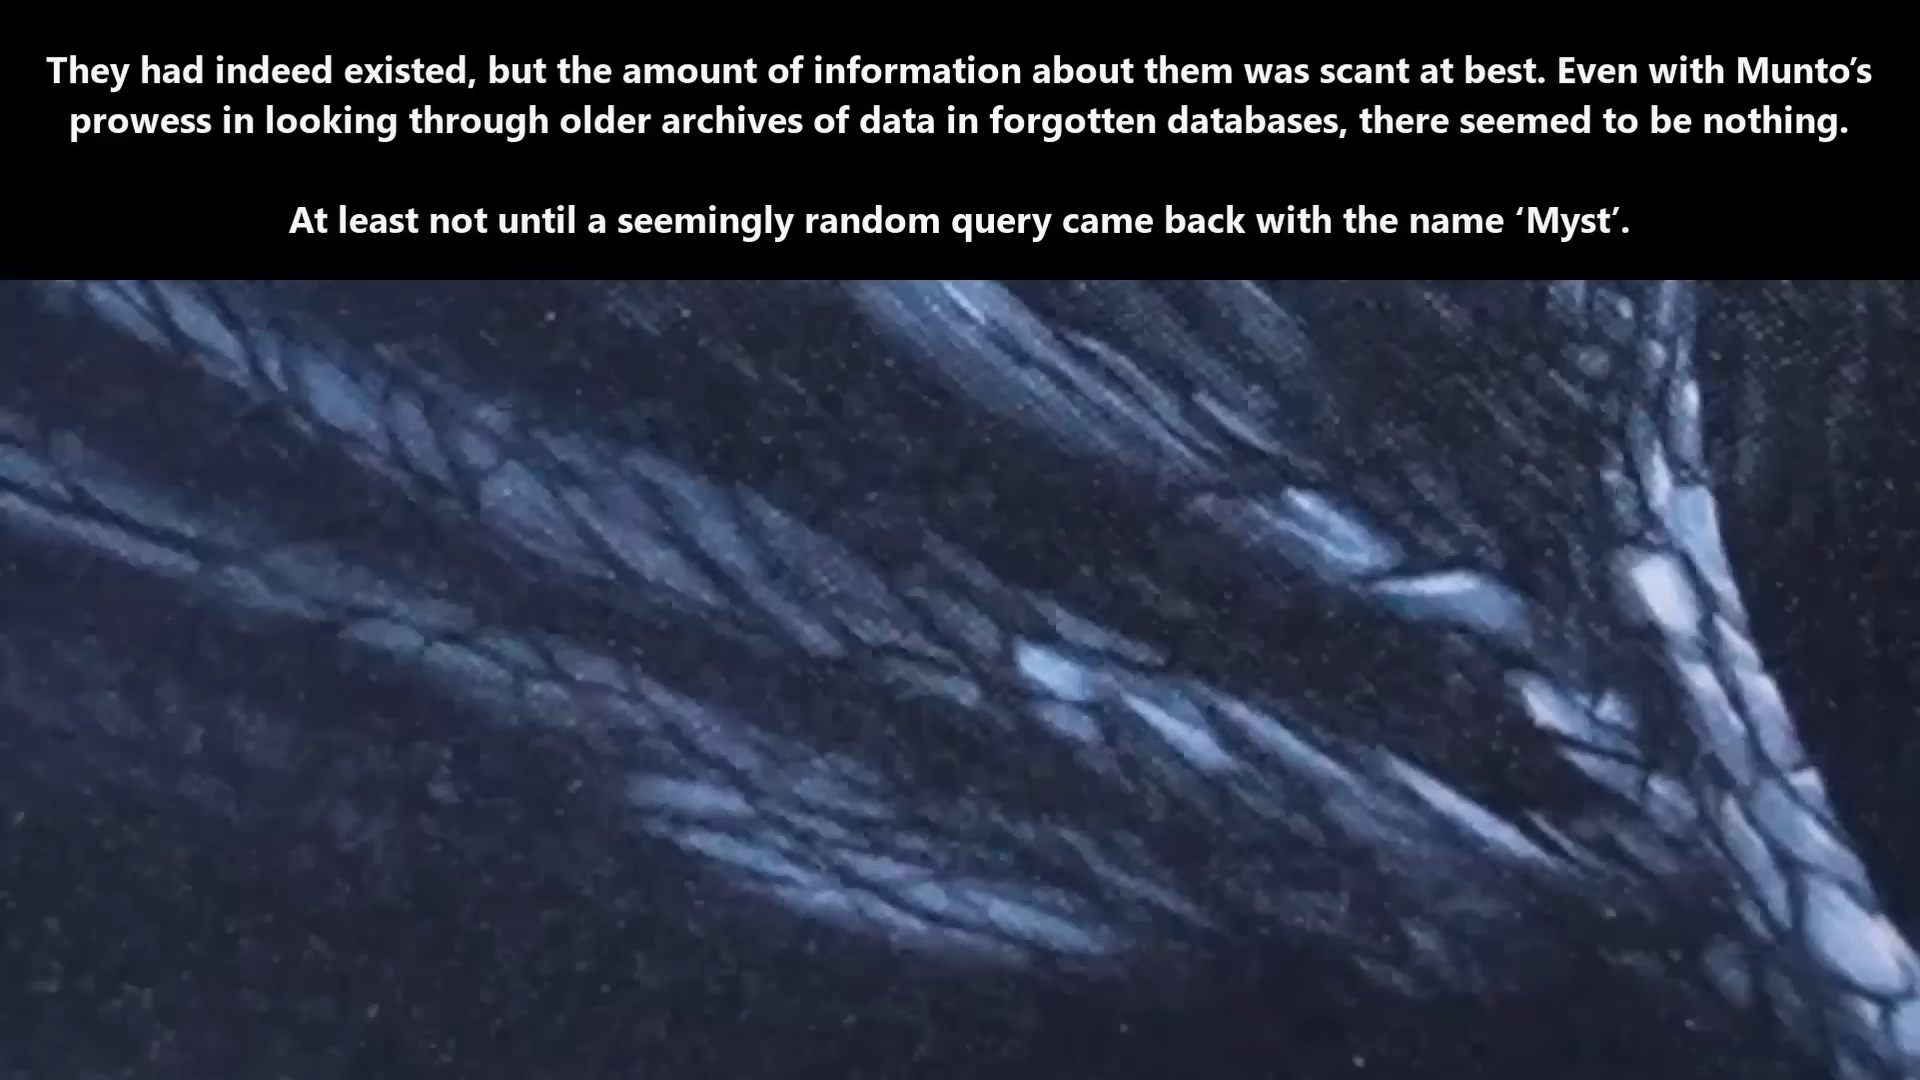 They had indeed existed, but the amount of information about them was scant at best. Even with Munto’s
prowess in looking through older archives of data in forgotten databases, there seemed to be nothing.
At least not until a seemingly random query came back with the name ‘Myst’.